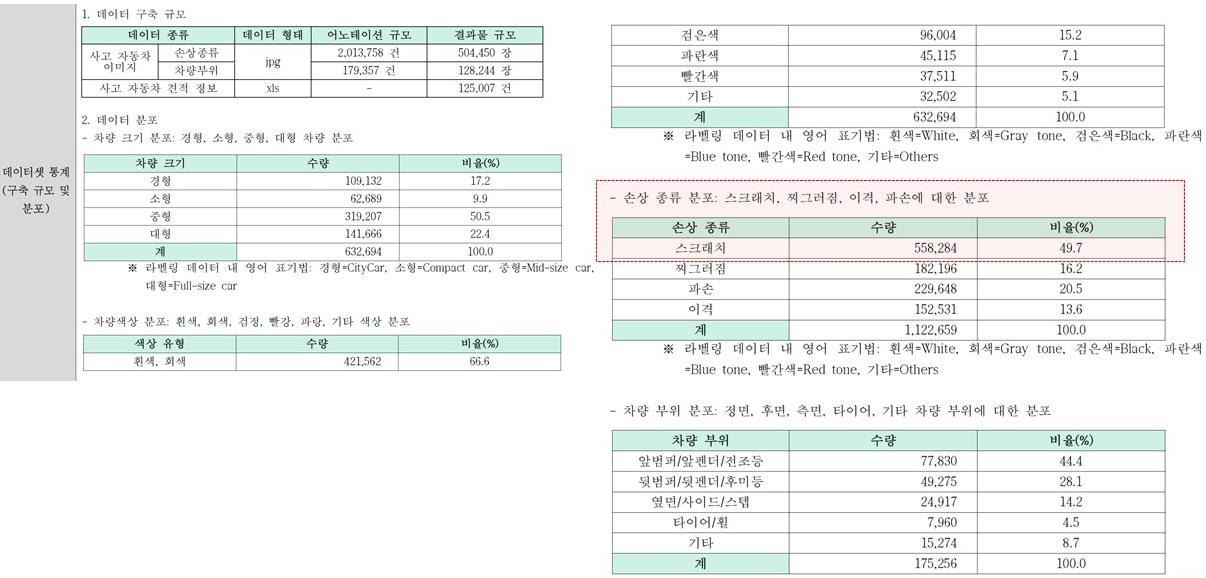 데이터셋 통계
(구축 규모 및
분포)
1. 데이터 구축 규모
데이터 종류 데이터 형태 어노테이션 규모 결과물 규모
사고 자동차
이미지
손상종류 jpg 2,013,758 건 504,450 장
차량부위 179,357 건 128,244 장
사고 자동차 견적 정보 xls - 125,007 건
2. 데이터 분포
- 차량 크기 분포: 경형, 소형, 중형, 대형 차량 분포
차량 크기 수량 비율(%)
경형 109,132 17.2
소형 62,689 9.9
중형 319,207 50.5
대형 141,666 22.4
계 632,694 100.0
※ 라벨링 데이터 내 영어 표기법: 경형=CityCar, 소형=Compact car, 중형=Mid-size car,
대형=Full-size car
- 차량색상 분포: 흰색, 회색, 검정, 빨강, 파랑, 기타 색상 분포
색상 유형 수량 비율(%)
흰색, 회색 421,562 66.6
검은색 96,004 15.2
파란색 45,115 7.1
빨간색 37,511 5.9
기타 32,502 5.1
계 632,694 100.0
※ 라벨링 데이터 내 영어 표기법: 흰색=White, 회색=Gray tone, 검은색=Black, 파란색
=Blue tone, 빨간색=Red tone, 기타=Others
- 손상 종류 분포: 스크래치, 찌그러짐, 이격, 파손에 대한 분포
손상 종류 수량 비율(%)
스크래치 558,284 49.7
찌그러짐 182,196 16.2
파손 229,648 20.5
이격 152,531 13.6
계 1,122,659 100.0
※ 라벨링 데이터 내 영어 표기법: 흰색=White, 회색=Gray tone, 검은색=Black, 파란색
=Blue tone, 빨간색=Red tone, 기타=Others
- 차량 부위 분포: 정면, 후면, 측면, 타이어, 기타 차량 부위에 대한 분포
차량 부위 수량 비율(%)
앞범퍼/앞펜더/전조등 77,830 44.4
뒷범퍼/뒷펜더/후미등 49,275 28.1
옆면/사이드/스텝 24,917 14.2
타이어/휠 7,960 4.5
기타 15,274 8.7
계 175,256 100.0